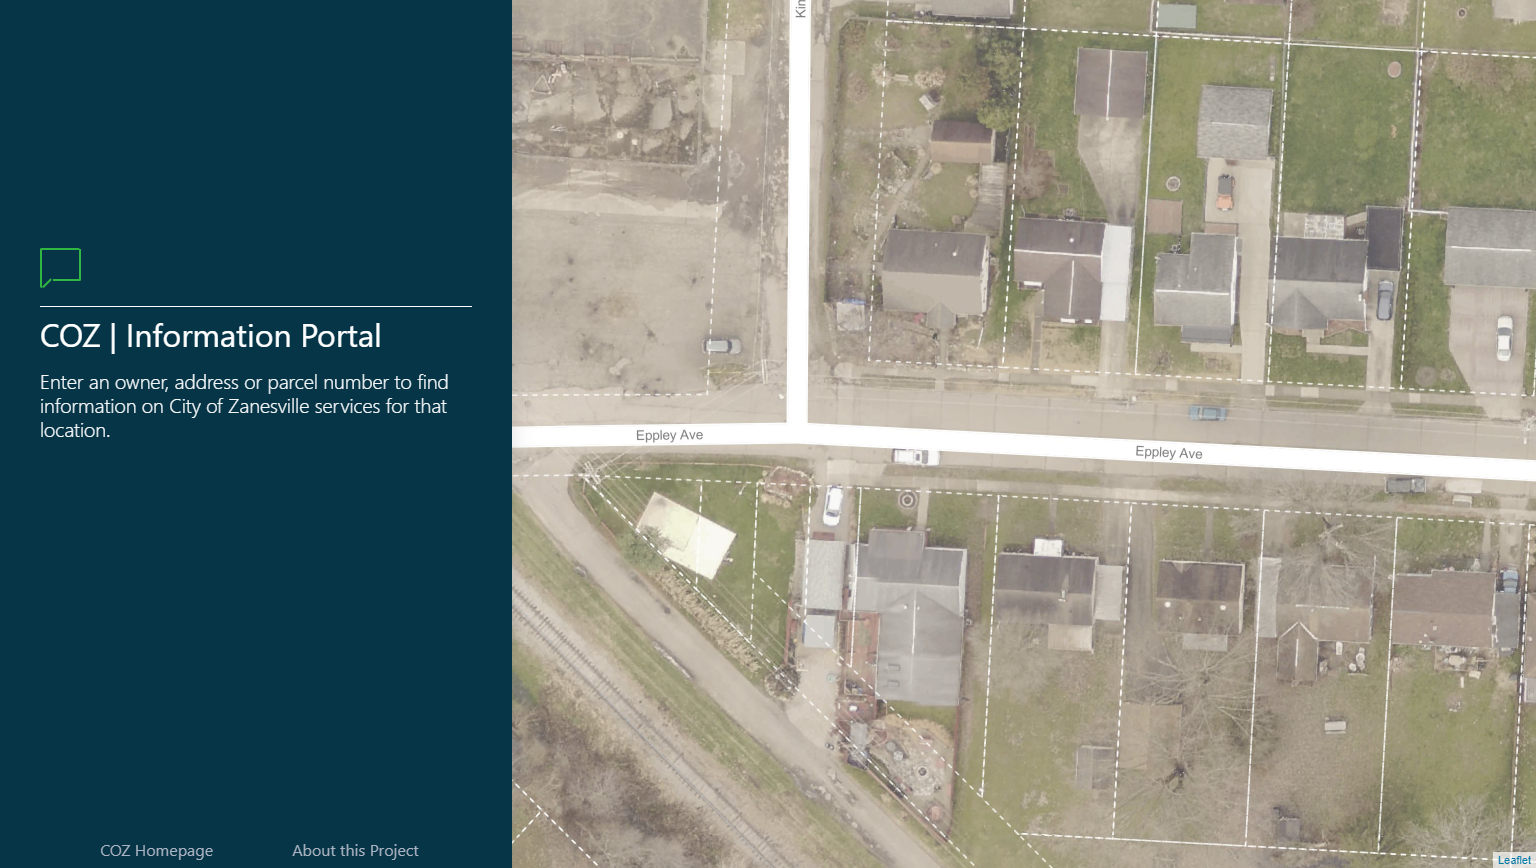 COZ | Information Portal
Enter an owner, address or parcel number to find
information on City of Zanesville services for that
location.
COZ Homepage
About this Project
Kin
Eppley Ave
Eppley Ave
Leaflet